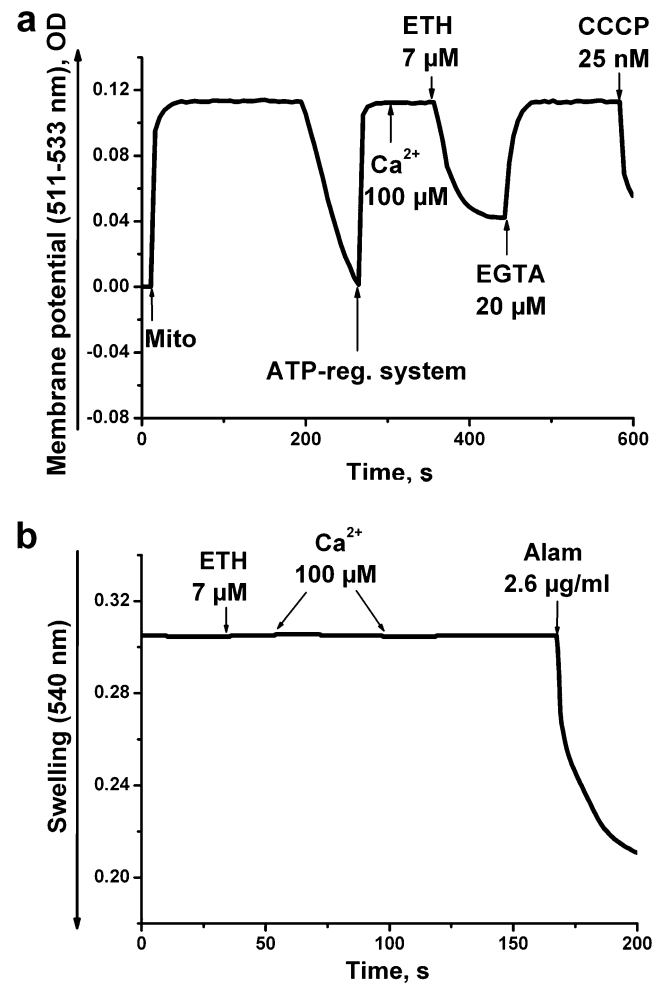 a
Membrane potential (511-533 nm), OD
0.12
0.08
0.04
0.00
-0.04
-0.08
ETH
7 µM
CCCP
25 nM
Ca2+
100 µM
EGTA
20 µM
Mito
ATP-reg. system
0
200
400
600
Time, s
b
Swelling (540 nm)
0.32
0.28
0.24
0.20
ETH
7 µM
Ca2+
100 µM
Alam
2.6 µg/ml
0
50
100
150
200
Time, s